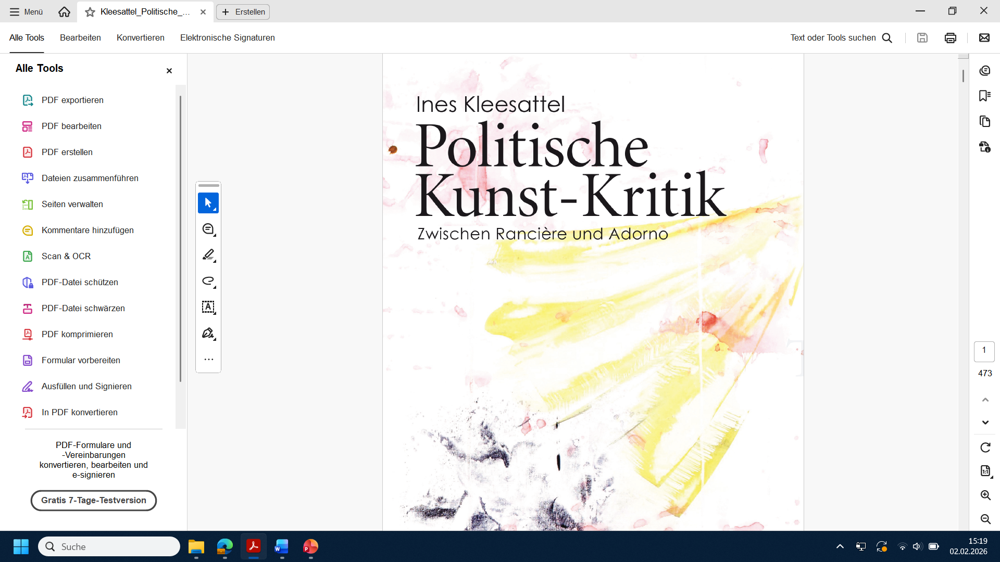 Menü
Kleesattel_Politische_...
Erstellen
Alle Tools
Bearbeiten
Konvertieren
Elektronische Signaturen
Text oder Tools suchen
Alle Tools
PDF exportieren
PDF bearbeiten
PDF erstellen
Dateien zusammenführen
Seiten verwalten
Kommentare hinzufügen
Scan & OCR
PDF-Datei schützen
PDF-Datei schwärzen
PDF komprimieren
Formular vorbereiten
Ausfüllen und Signieren
In PDF konvertieren
PDF-Formulare und
-Vereinbarungen
konvertieren, bearbeiten und
e-signieren
Gratis 7-Tage-Testversion
Ines Kleesattel
Politische
Kunst-Kritik
Zwischen Rancière und Adorno
1
473
Suche
15:19
02.02.2026